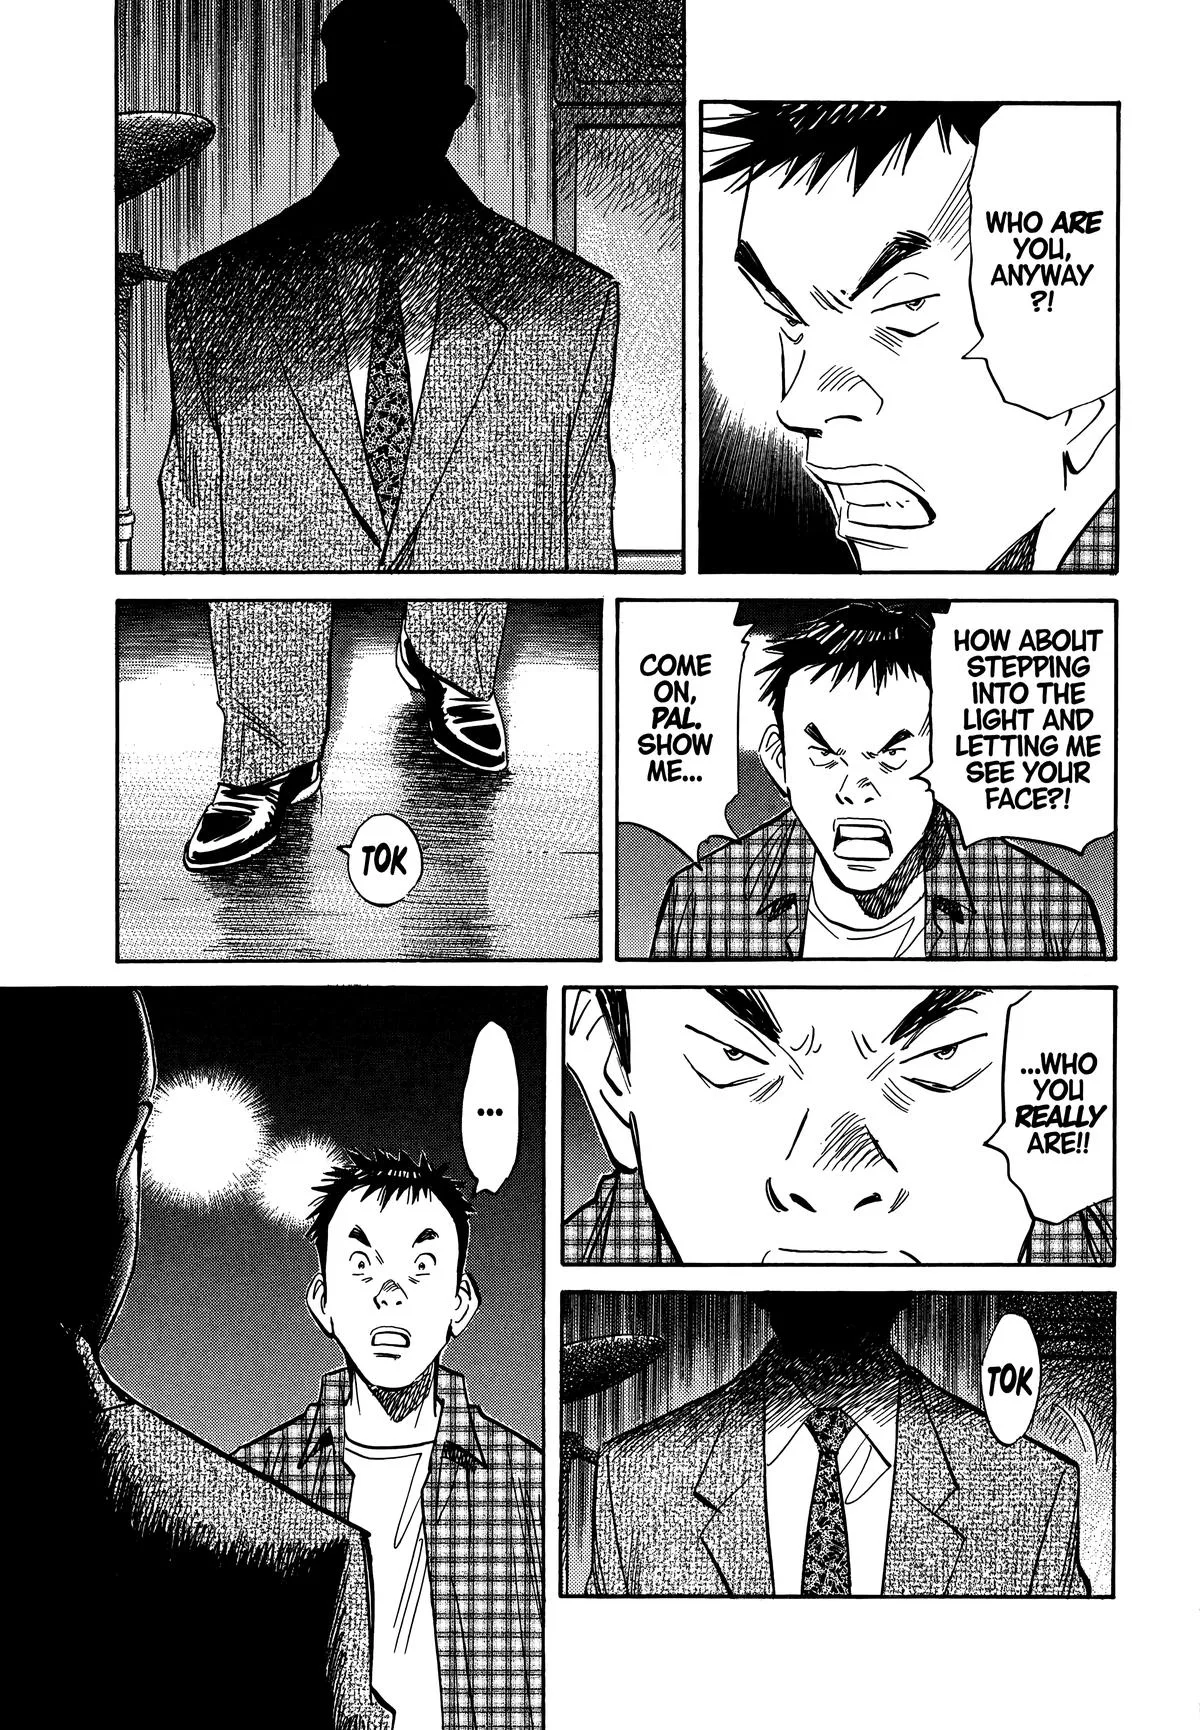 WHO ARE
YOU,
ANYWAY
?!
HOW ABOUT
STEPPING
INTO THE
LIGHT AND
LETTING ME
SEE YOUR
FACE?!
COME
ON,
PAL.
SHOW
ME...
TOK
...WHO
YOU
REALLY
ARE!!
TOK
...